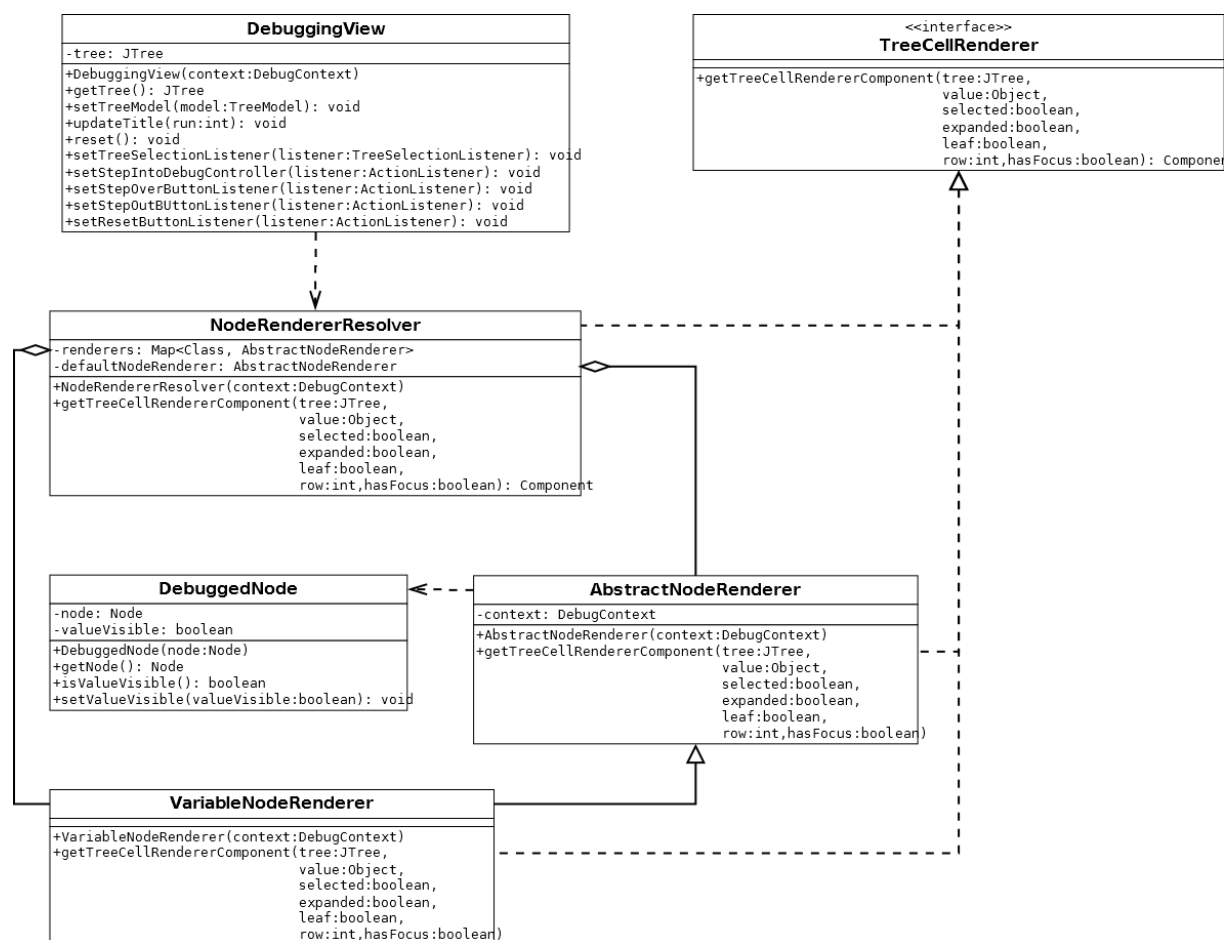 DebuggingView
-tree: JTree
+DebuggingView(context:DebugContext)
+getTree(): JTree
+setTreeModel(model:TreeModel): void
+updateTitle(run:int): void
+reset(): void
+setTreeSelectionListener(listener:TreeSelectionListener): void
+setStepIntoDebugController(listener:ActionListener): void
+setStepOverButtonListener(listener:ActionListener): void
+setStepOutBUttonListener(listener:ActionListener): void
+setResetButtonListener(listener:ActionListener): void
<<interface>>
TreeCellRenderer
+getTreeCellRendererComponent(tree:JTree,
value:Object,
selected:boolean,
expanded:boolean,
leaf:boolean,
row:int,hasFocus:boolean): Componen
NodeRendererResolver
-renderers: Map<Class, AbstractNodeRenderer>
-defaultNodeRenderer: AbstractNodeRenderer
+NodeRendererResolver(context:DebugContext)
+getTreeCellRendererComponent(tree:JTree,
value:Object,
selected:boolean,
expanded:boolean,
leaf:boolean,
row:int,hasFocus:boolean): Component
DebuggedNode
-node: Node
-valueVisible: boolean
+DebuggedNode(node:Node)
+getNode(): Node
+isValueVisible(): boolean
+setValueVisible(valueVisible:boolean): void
AbstractNodeRenderer
-context: DebugContext
+AbstractNodeRenderer(context:DebugContext)
+getTreeCellRendererComponent(tree:JTree,
value:Object,
selected:boolean,
expanded:boolean,
leaf:boolean,
row:int,hasFocus:boolean)
VariableNodeRenderer
+VariableNodeRenderer(context:DebugContext)
+getTreeCellRendererComponent(tree:JTree,
value:Object,
selected:boolean,
expanded:boolean,
leaf:boolean,
row:int,hasFocus:boolean)